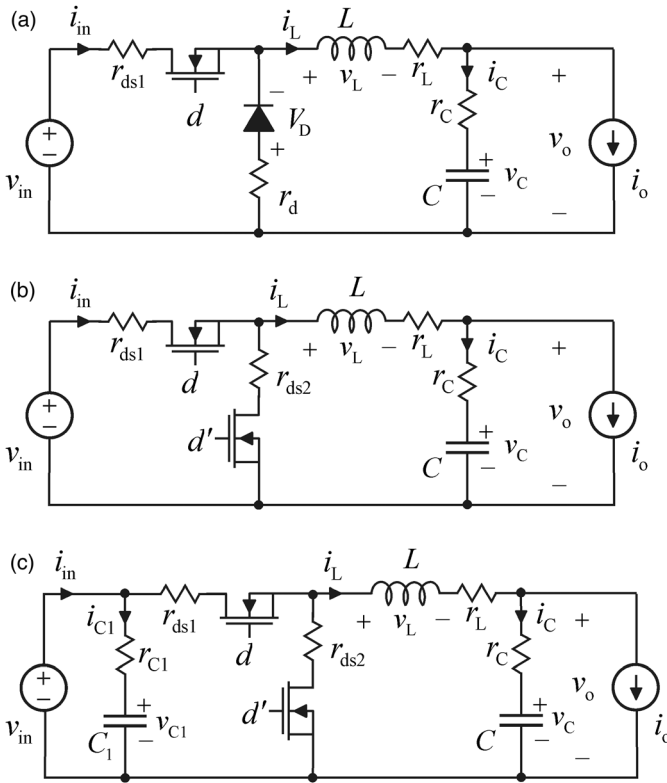 (a)
i_in
r_ds1
d
i_L
L
+ v_L −
r_L
i_C
r_C
+
v_o
−
i_o
+
−
v_in
−
V_D
+
r_d
C
+
v_C
−
(b)
i_in
r_ds1
d
i_L
L
+ v_L −
r_L
i_C
r_C
+
v_o
−
i_o
+
−
v_in
r_ds2
d′
C
+
v_C
−
(c)
i_in
i_C1
r_C1
r_ds1
d
i_L
L
+ v_L −
r_L
i_C
r_C
+
v_o
−
i_o
+
−
v_in
C_1
+
v_C1
−
r_ds2
d′
C
+
v_C
−